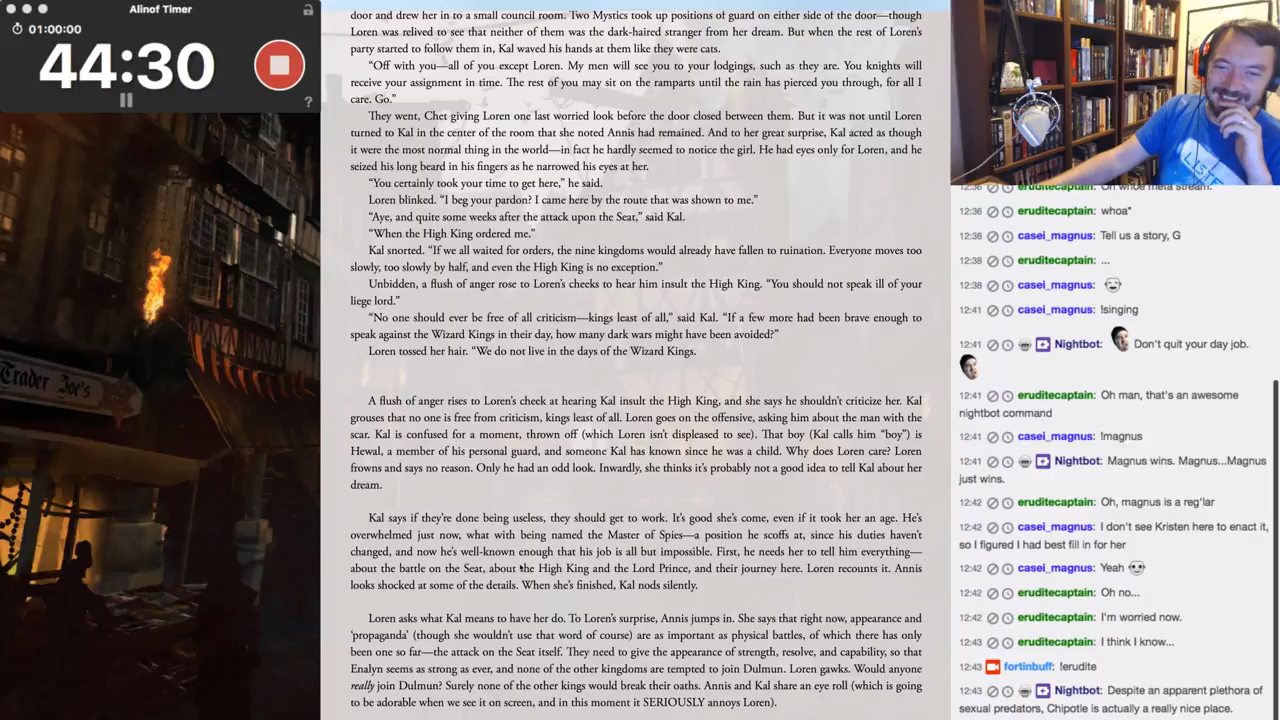 Alinof Timer
01:00:00
44:30
?
Trader Joe's
door and drew her in to a small council room. Two Mystics took up positions of guard on either side of the door—though
Loren was relived to see that neither of them was the dark-haired stranger from her dream. But when the rest of Loren's
party started to follow them in, Kal waved his hands at them like they were cats.
“Off with you—all of you except Loren. My men will see you to your lodgings, such as they are. You knights will
receive your assignment in time. The rest of you may sit on the ramparts until the rain has pierced you through, for all I
care. Go.”
They went, Chet giving Loren one last worried look before the door closed between them. But it was not until Loren
turned to Kal in the center of the room that she noted Annis had remained. And to her great surprise, Kal acted as though
it were the most normal thing in the world—in fact he hardly seemed to notice the girl. He had eyes only for Loren, and he
seized his long beard in his fingers as he narrowed his eyes at her.
“You certainly took your time to get here,” he said.
Loren blinked. “I beg your pardon? I came here by the route that was shown to me.”
“Aye, and quite some weeks after the attack upon the Seat,” said Kal.
“When the High King ordered me.”
Kal snorted. “If we all waited for orders, the nine kingdoms would already have fallen to ruination. Everyone moves too
slowly, too slowly by half, and even the High King is no exception.”
Unbidden, a flush of anger rose to Loren's cheeks to hear him insult the High King. “You should not speak ill of your
liege lord.”
“No one should ever be free of all criticism—kings least of all,” said Kal. “If a few more had been brave enough to
speak against the Wizard Kings in their day, how many dark wars might have been avoided?”
Loren tossed her hair. “We do not live in the days of the Wizard Kings.
A flush of anger rises to Loren's cheek at hearing Kal insult the High King, and she says he shouldn't criticize her. Kal
grouses that no one is free from criticism, kings least of all. Loren goes on the offensive, asking him about the man with the
scar. Kal is confused for a moment, thrown off (which Loren isn't displeased to see). That boy (Kal calls him “boy”) is
Hewal, a member of his personal guard, and someone Kal has known since he was a child. Why does Loren care? Loren
frowns and says no reason. Only he had an odd look. Inwardly, she thinks it's probably not a good idea to tell Kal about her
dream.
Kal says if they're done being useless, they should get to work. It's good she's come, even if it took her an age. He's
overwhelmed just now, what with being named the Master of Spies—a position he scoffs at, since his duties haven't
changed, and now he's well-known enough that his job is all but impossible. First, he needs her to tell him everything—
about the battle on the Seat, about the High King and the Lord Prince, and their journey here. Loren recounts it. Annis
looks shocked at some of the details. When she's finished, Kal nods silently.
Loren asks what Kal means to have her do. To Loren's surprise, Annis jumps in. She says that right now, appearance and
‘propaganda’ (though she wouldn't use that word of course) are as important as physical battles, of which there has only
been one so far—the attack on the Seat itself. They need to give the appearance of strength, resolve, and capability, so that
Enalyn seems as strong as ever, and none of the other kingdoms are tempted to join Dulmun. Loren gawks. Would anyone
really join Dulmun? Surely none of the other kings would break their oaths. Annis and Kal share an eye roll (which is going
to be adorable when we see it on screen, and in this moment it SERIOUSLY annoys Loren).
12:36 eruditecaptain: Oh whoe meta stream.
12:36 eruditecaptain: whoa*
12:38 casei_magnus: Tell us a story, G
12:38 eruditecaptain: ...
12:38 casei_magnus:
12:41 casei_magnus: !singing
12:41 Nightbot: Don't quit your day job.
12:41 eruditecaptain: Oh man, that's an awesome
nightbot command
12:41 casei_magnus: !magnus
12:41 Nightbot: Magnus wins. Magnus...Magnus
just wins.
12:42 eruditecaptain: Oh, magnus is a reg'lar
12:42 casei_magnus: I don't see Kristen here to enact it,
so I figured I had best fill in for her
12:42 casei_magnus: Yeah
12:42 eruditecaptain: Oh no...
12:42 eruditecaptain: I'm worried now.
12:43 eruditecaptain: I think I know...
12:43 fortinbuff: !erudite
12:43 Nightbot: Despite an apparent plethora of
sexual predators, Chipotle is actually a really nice place.